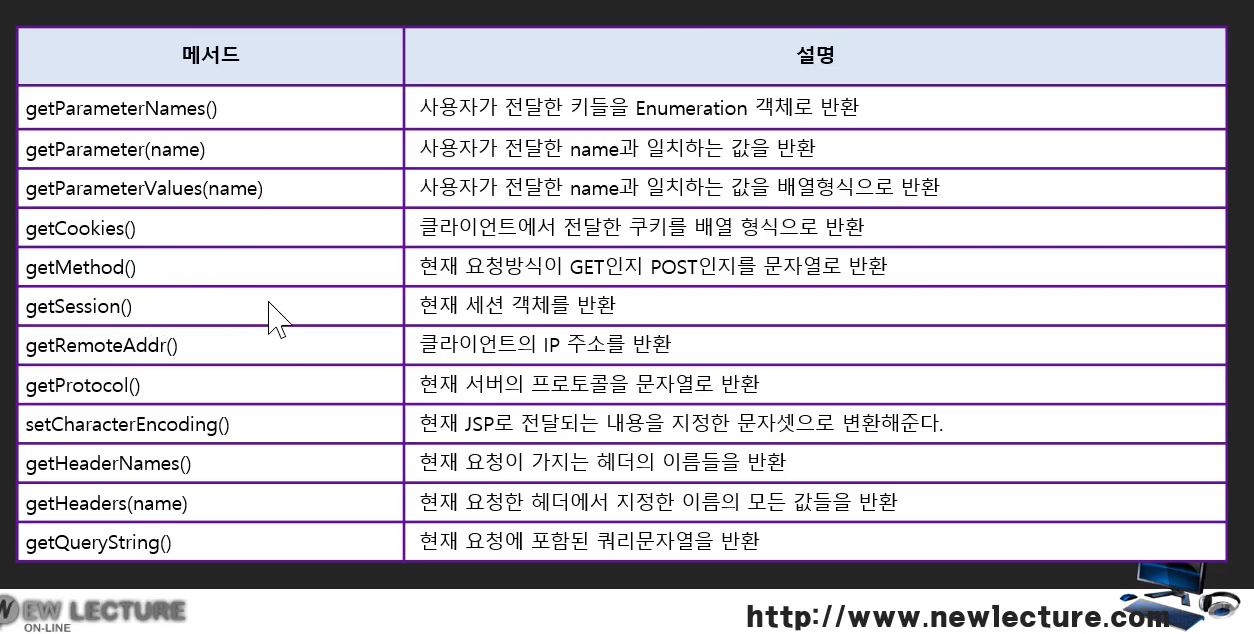 메서드 설명
getParameterNames() 사용자가 전달한 키들을 Enumeration 객체로 반환
getParameter(name) 사용자가 전달한 name과 일치하는 값을 반환
getParameterValues(name) 사용자가 전달한 name과 일치하는 값을 배열형식으로 반환
getCookies() 클라이언트에서 전달한 쿠키를 배열 형식으로 반환
getMethod() 현재 요청방식이 GET인지 POST인지를 문자열로 반환
getSession() 현재 세션 객체를 반환
getRemoteAddr() 클라이언트의 IP 주소를 반환
getProtocol() 현재 서버의 프로토콜을 문자열로 반환
setCharacterEncoding() 현재 JSP로 전달되는 내용을 지정한 문자셋으로 변환해준다.
getHeaderNames() 현재 요청이 가지는 헤더의 이름들을 반환
getHeaders(name) 현재 요청한 헤더에서 지정한 이름의 모든 값들을 반환
getQueryString() 현재 요청에 포함된 쿼리문자열을 반환
NEW LECTURE
ON-LINE
http://www.newlecture.com